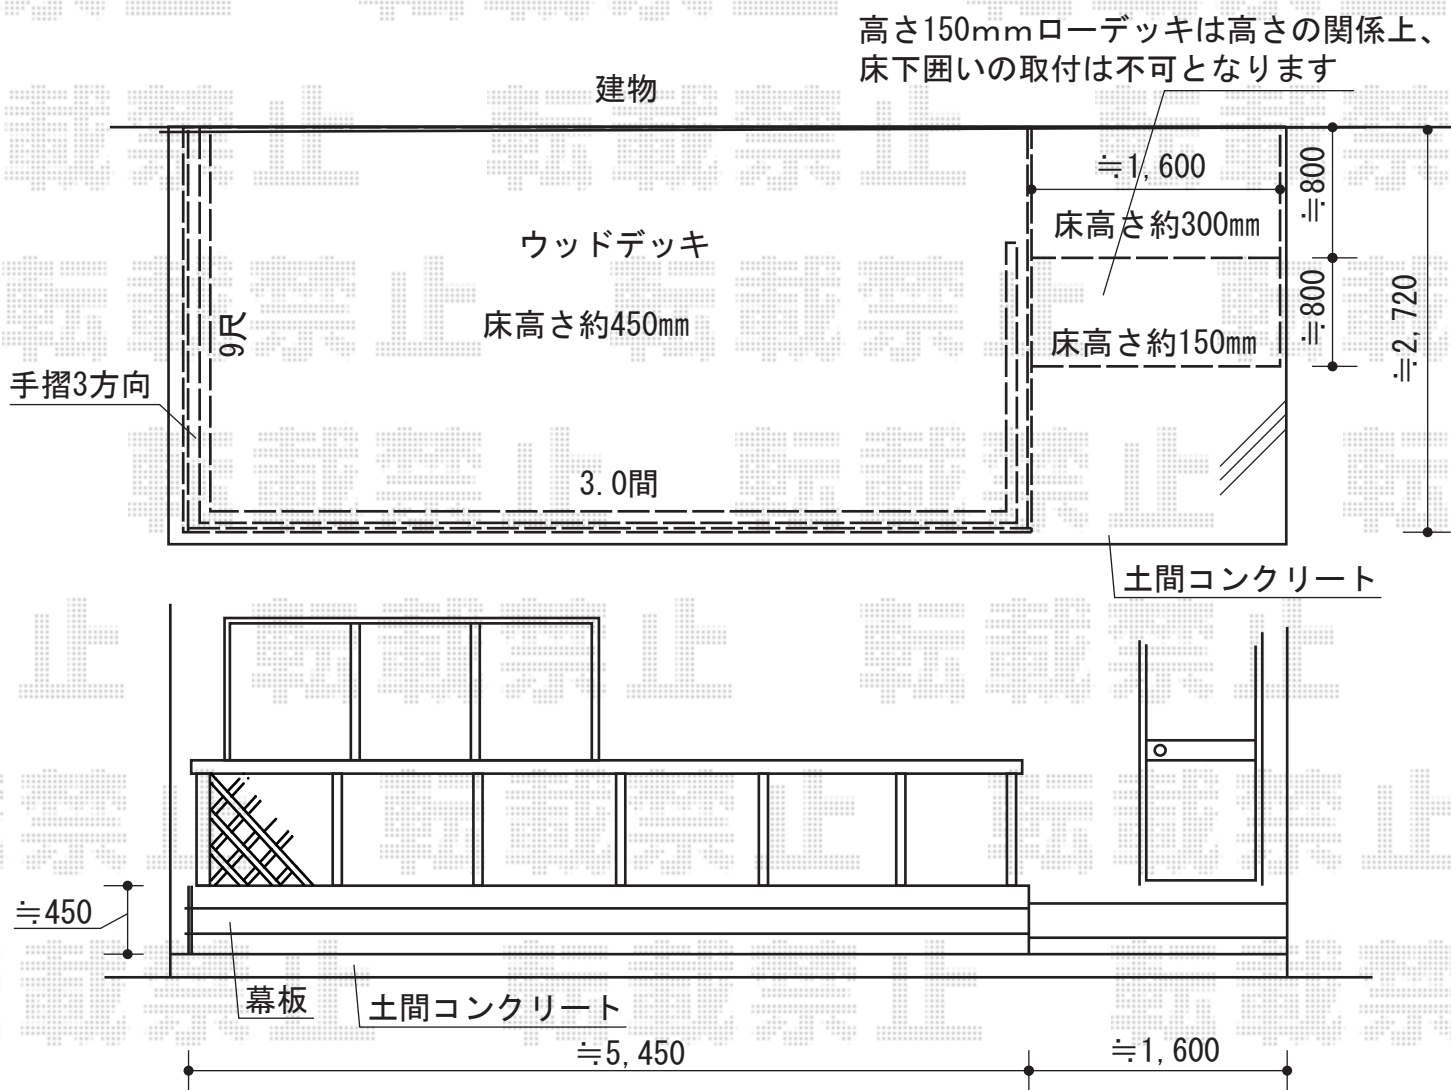 高さ150mmローデッキは高さの関係上、
床下囲いの取付は不可となります
建物
≒1,600
≒800
床高さ約300mm
ウッドデッキ
≒800
≒2,720
9尺
床高さ約450mm
床高さ約150mm
手摺3方向
3.0間
土間コンクリート
≒450
幕板
土間コンクリート
≒5,450
≒1,600
転載禁止